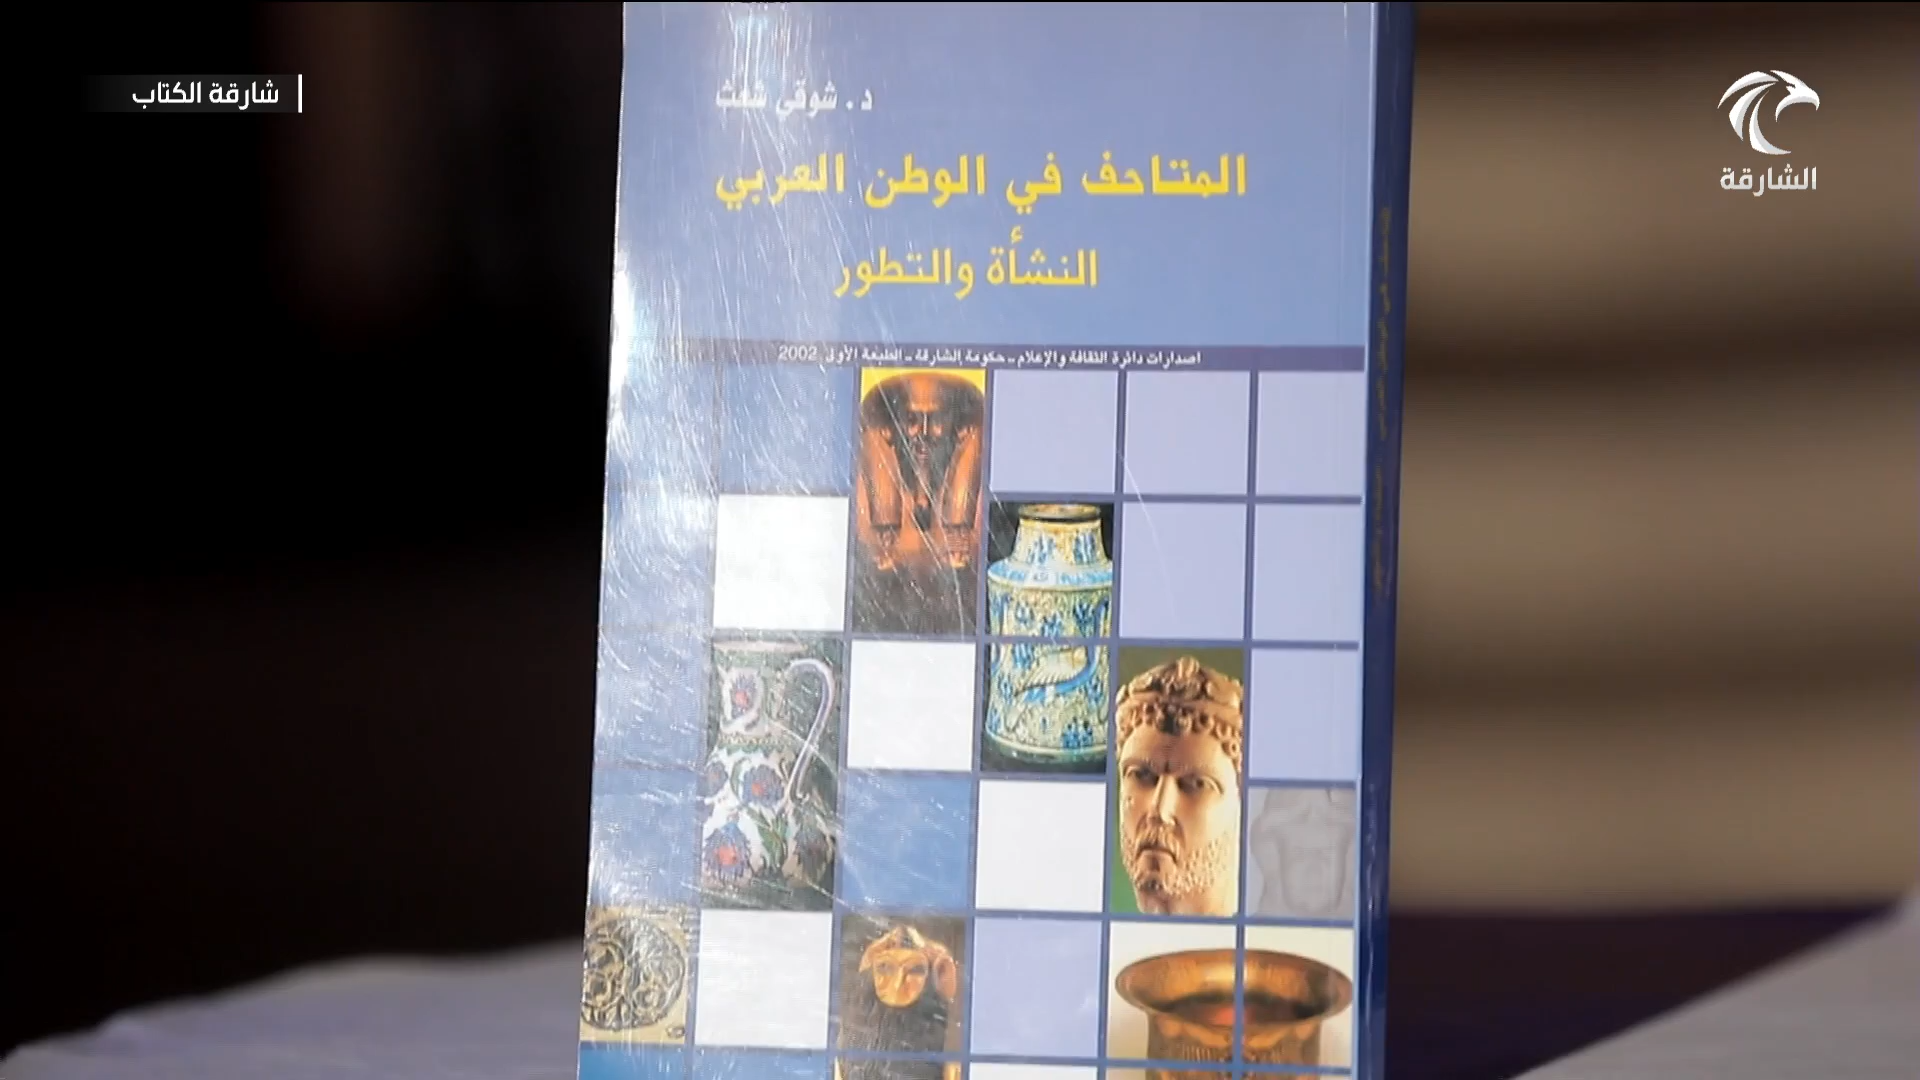 شارقة الكتاب
الشارقة
د. شوقي شعث
المتاحف في الوطن العربي
النشأة والتطور
اصدارات دائرة الثقافة والإعلام - حكومة الشارقة - الطبعة الأولى 2002